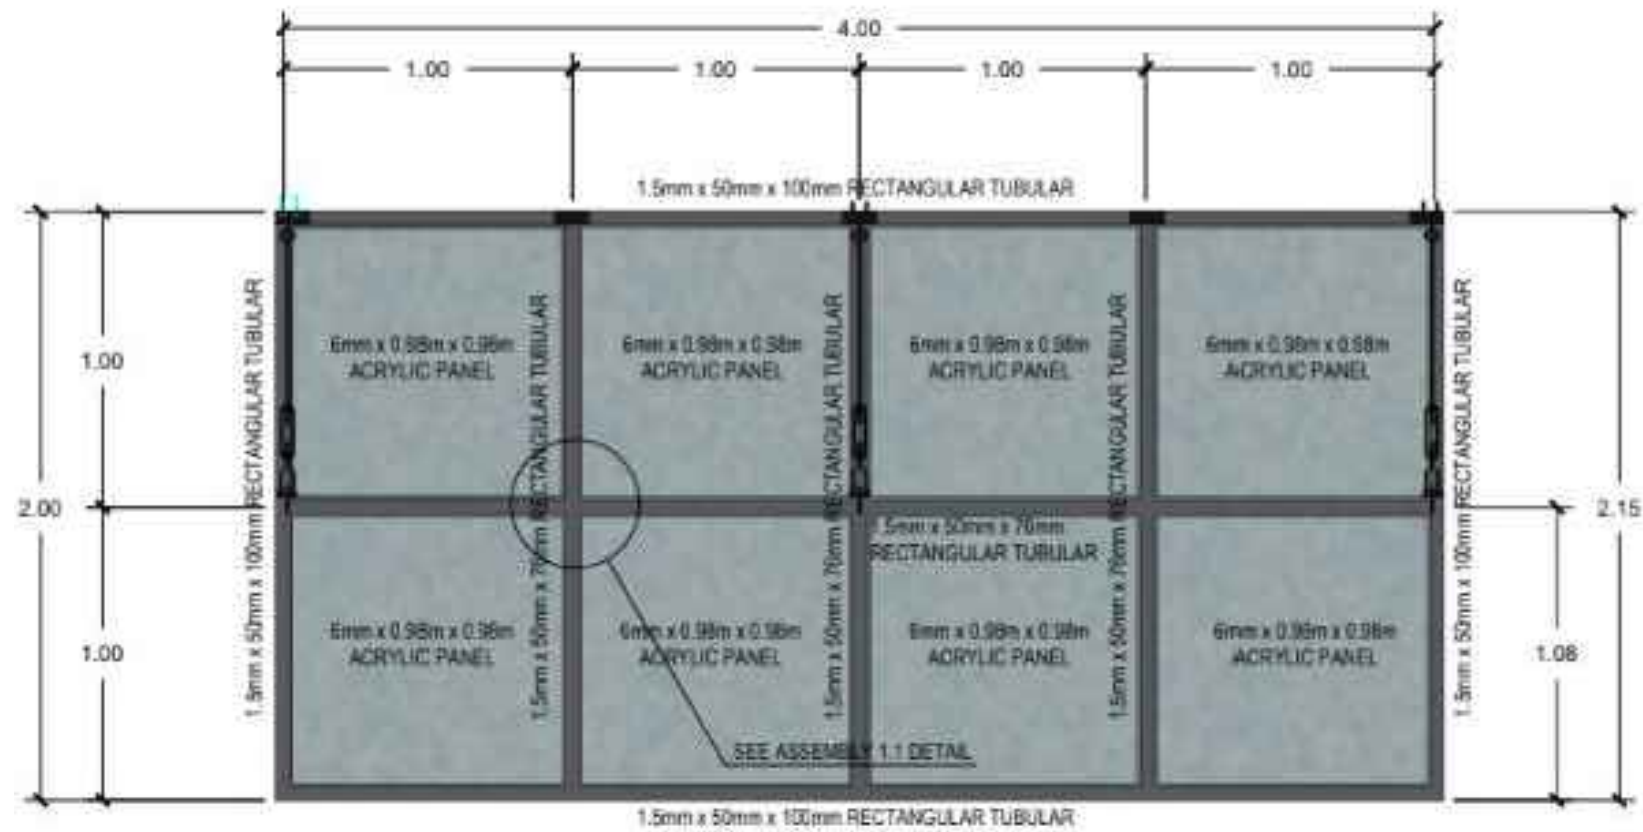 4.00
1.00
1.00
1.00
1.00
1.5mm x 50mm x 100mm RECTANGULAR TUBULAR
1.5mm x 50mm x 100mm RECTANGULAR TUBULAR
1.5mm x 50mm x 76mm RECTANGULAR TUBULAR
1.5mm x 50mm x 76mm RECTANGULAR TUBULAR
1.5mm x 50mm x 76mm RECTANGULAR TUBULAR
1.5mm x 50mm x 100mm RECTANGULAR TUBULAR
6mm x 0.98m x 0.98m
ACRYLIC PANEL
6mm x 0.98m x 0.98m
ACRYLIC PANEL
6mm x 0.98m x 0.98m
ACRYLIC PANEL
6mm x 0.98m x 0.98m
ACRYLIC PANEL
1.00
2.00
2.15
1.5mm x 50mm x 76mm
RECTANGULAR TUBULAR
6mm x 0.98m x 0.98m
ACRYLIC PANEL
6mm x 0.98m x 0.98m
ACRYLIC PANEL
6mm x 0.98m x 0.98m
ACRYLIC PANEL
6mm x 0.98m x 0.98m
ACRYLIC PANEL
1.00
1.08
SEE ASSEMBLY 1.1 DETAIL
1.5mm x 50mm x 100mm RECTANGULAR TUBULAR